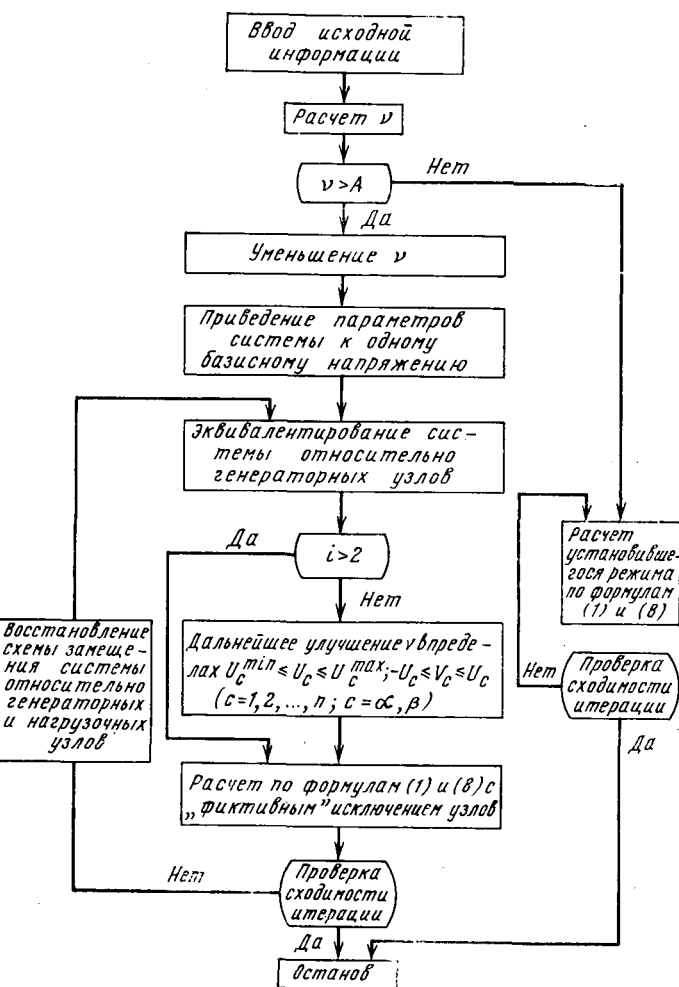 Ввод исходной
информации
Расчет ν
ν>A
Нет
Да
Уменьшение ν
Приведение параметров
системы к одному
базисному напряжению
Эквивалентирование сис-
темы относительно
генераторных узлов
Да
i>2
Нет
Расчет
установивше-
гося режима
по формулам
(1) и (8)
Восстановление
схемы замеще-
ния системы
относительно
генераторных
и нагрузочных
узлов
Дальнейшее улучшение ν в преде-
лах U_c^min ≤ U_c ≤ U_c^max; -U_c ≤ V_c ≤ U_c
(c=1,2,...,n; c=α,β)
Нет
Проверка
сходимости
итерации
Да
Расчет по формулам (1) и (8) с
„фиктивным" исключением узлов
Нет
Проверка
сходимости
итерации
Да
Останов